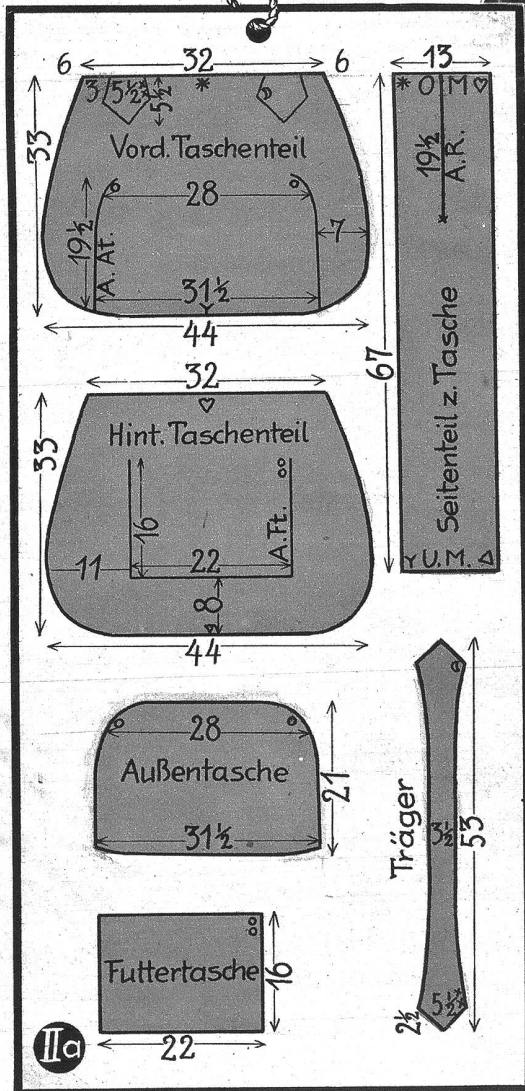 6 32 6
3 5½ * 5½
33
Vord. Taschenteil
28
19½
A. At.
7
31½
44
13
* O M ♡
19½
A.R.
67
Seitenteil z. Tasche
U.M. △
32
♡
33
Hint. Taschenteil
16
A.Ft.
22
11
8
44
28
Außentasche
21
31½
Futtertasche
16
22
Träger
3½
53
5½
2½
IIa